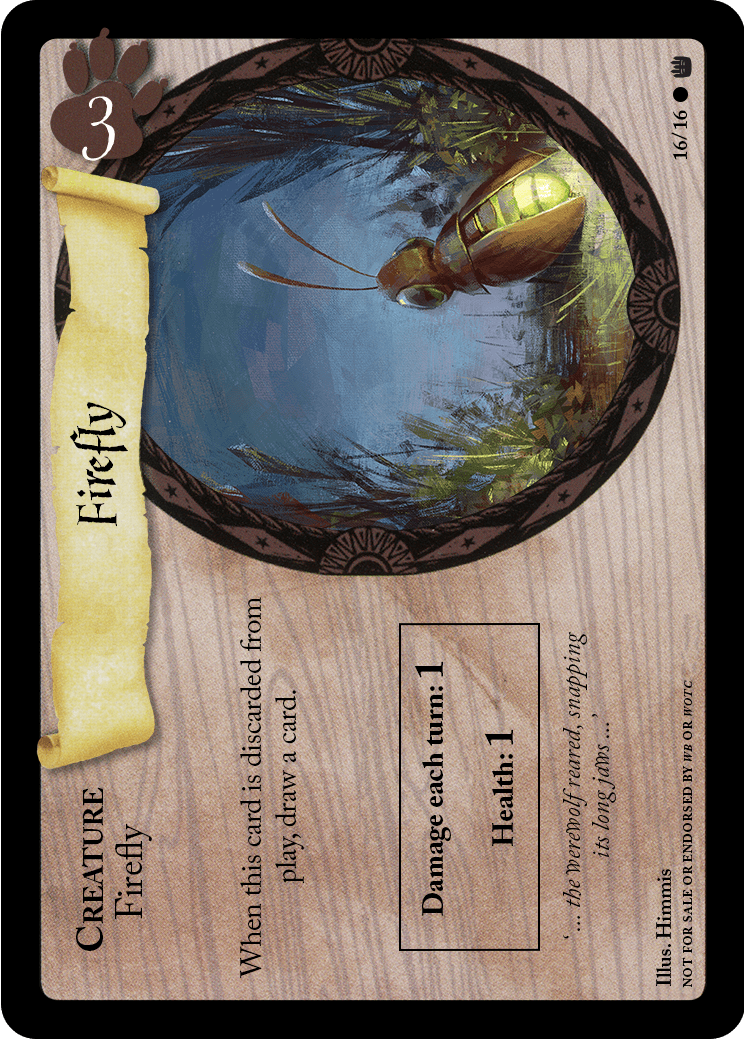 3
Firefly
CREATURE
Firefly
When this card is discarded from
play, draw a card.
Damage each turn: 1
Health: 1
‘ ... the werewolf reared, snapping
its long jaws ...’
Illus. Himmis
NOT FOR SALE OR ENDORSED BY WB OR WOTC
16/16